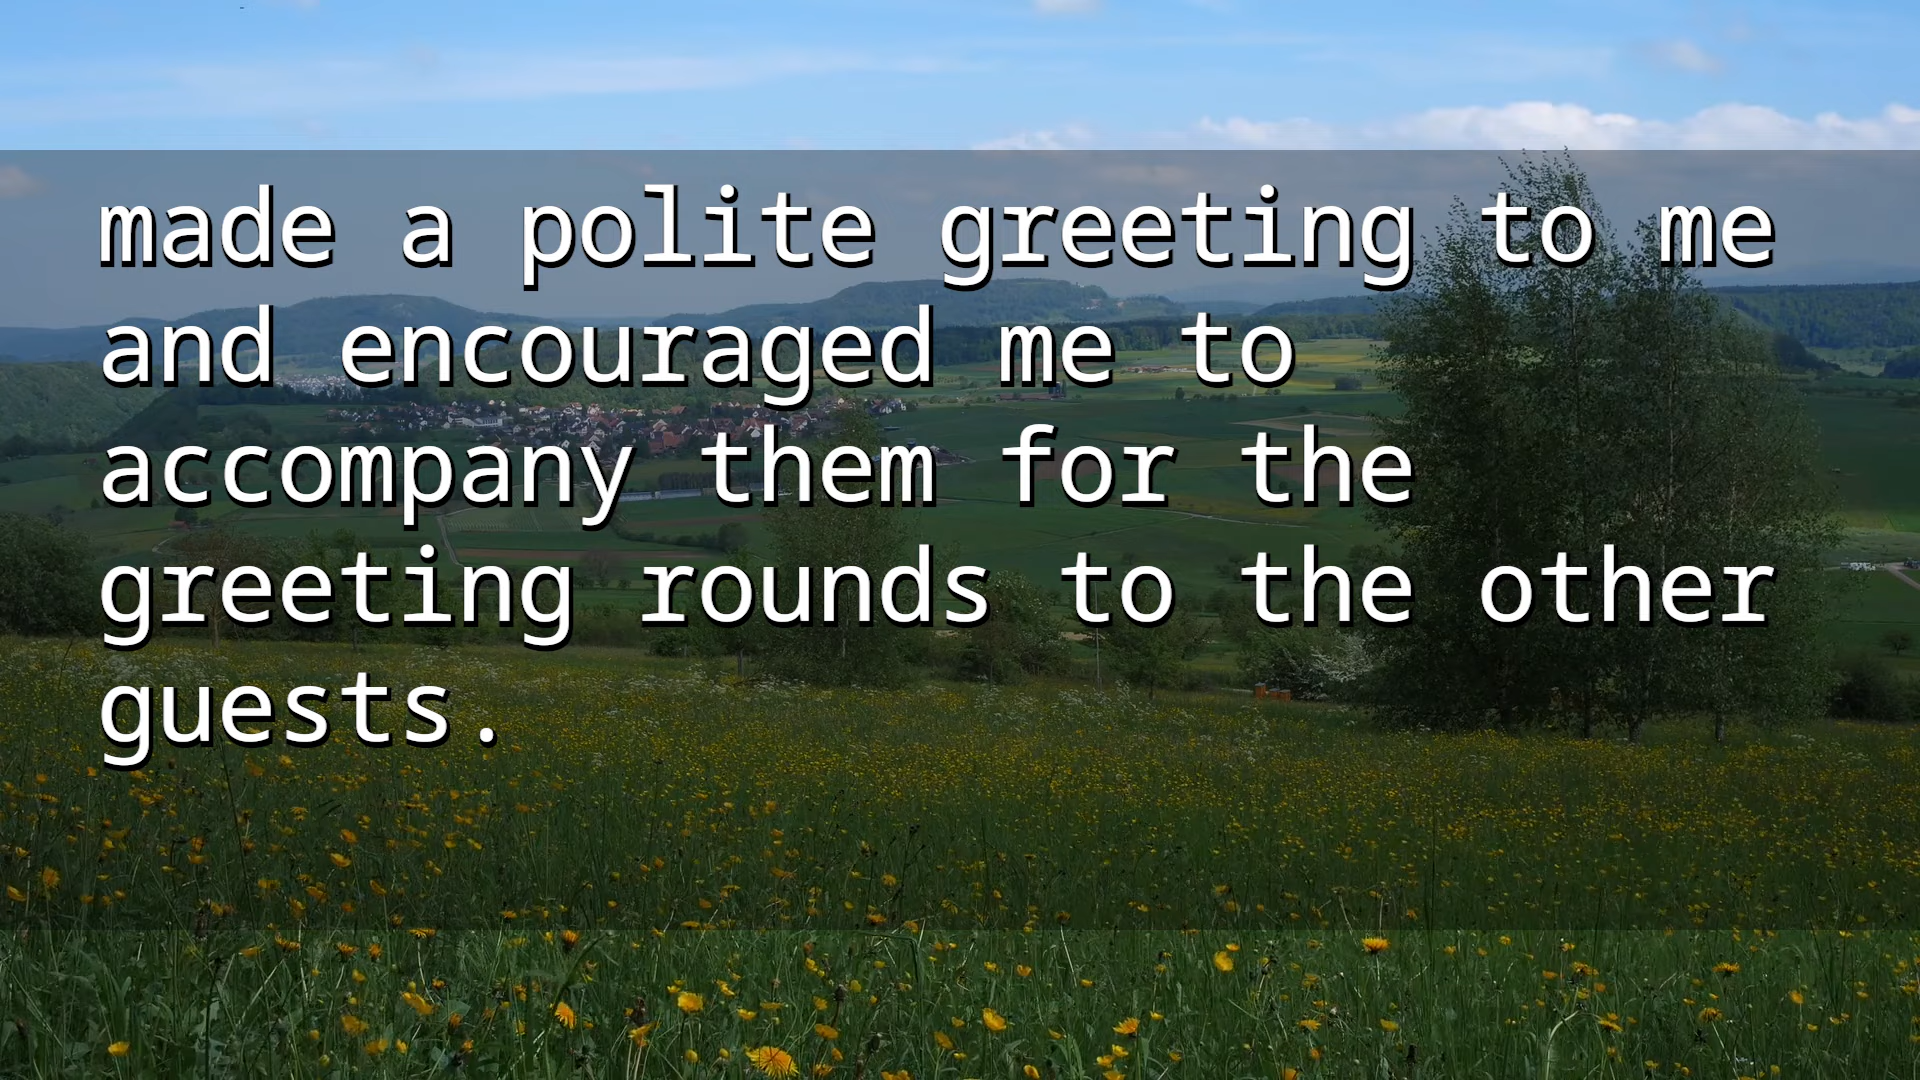 made a polite greeting to me
and encouraged me to
accompany them for the
greeting rounds to the other
guests.